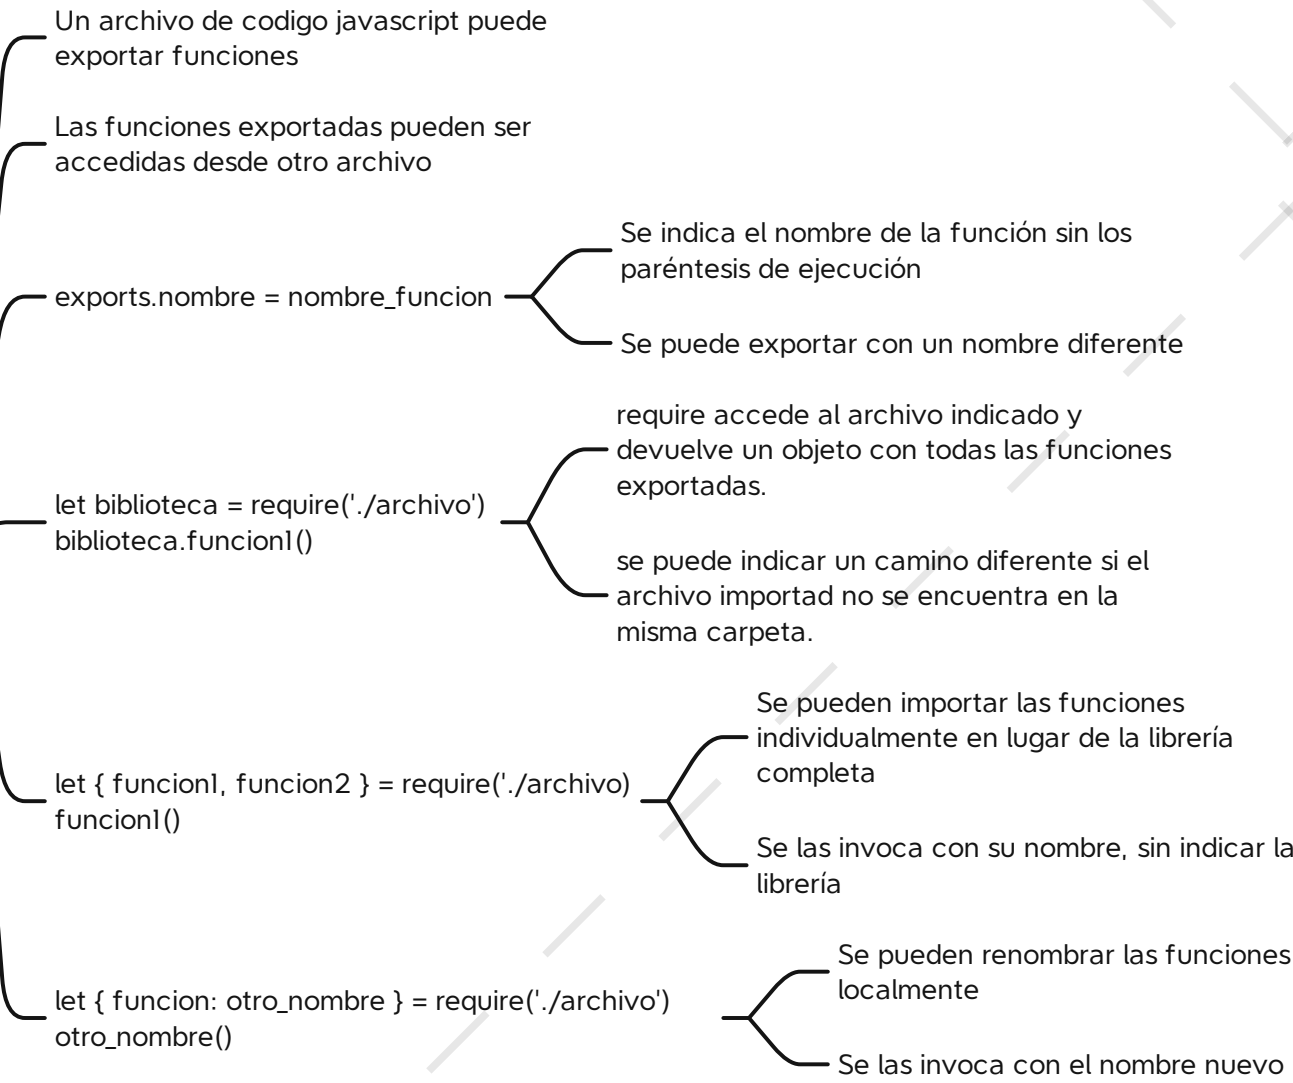 Un archivo de codigo javascript puede
exportar funciones
Las funciones exportadas pueden ser
accedidas desde otro archivo
exports.nombre = nombre_funcion
Se indica el nombre de la función sin los
paréntesis de ejecución
Se puede exportar con un nombre diferente
let biblioteca = require('./archivo')
biblioteca.funcion1()
require accede al archivo indicado y
devuelve un objeto con todas las funciones
exportadas.
se puede indicar un camino diferente si el
archivo importad no se encuentra en la
misma carpeta.
let { funcion1, funcion2 } = require('./archivo)
funcion1()
Se pueden importar las funciones
individualmente en lugar de la librería
completa
Se las invoca con su nombre, sin indicar la
librería
let { funcion: otro_nombre } = require('./archivo')
otro_nombre()
Se pueden renombrar las funciones
localmente
Se las invoca con el nombre nuevo